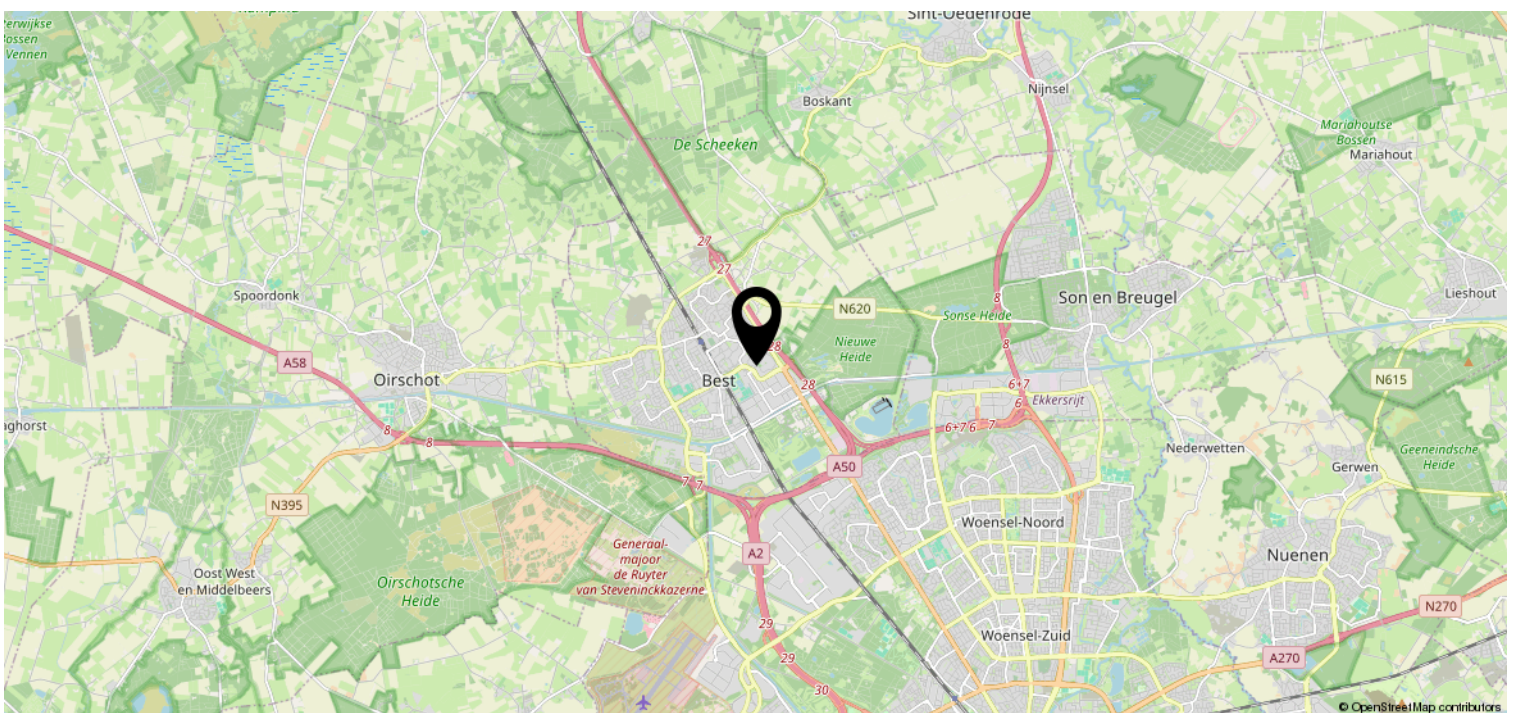 Sint-Oedenrode
Bossen
Vennen
Nijnsel
Boskant
Mariahoutse
Bossen
Mariahout
De Scheeken
27
27
Spoordonk
8
Son en Breugel
Lieshout
N620
Sonse Heide
28
Nieuwe
Heide
8
A58
Oirschot
Best
28
6+7
N615
6
Ekkersrijt
8
8
6+7
6
7
Nederwetten
Geeneindsche
Heide
Gerwen
A50
7
7
N395
Woensel-Noord
Generaal-
majoor
de Ruyter
van Steveninckkazerne
A2
Nuenen
Oost West
en Middelbeers
Oirschotsche
Heide
N270
29
Woensel-Zuid
29
A270
30
© OpenStreetMap contributors